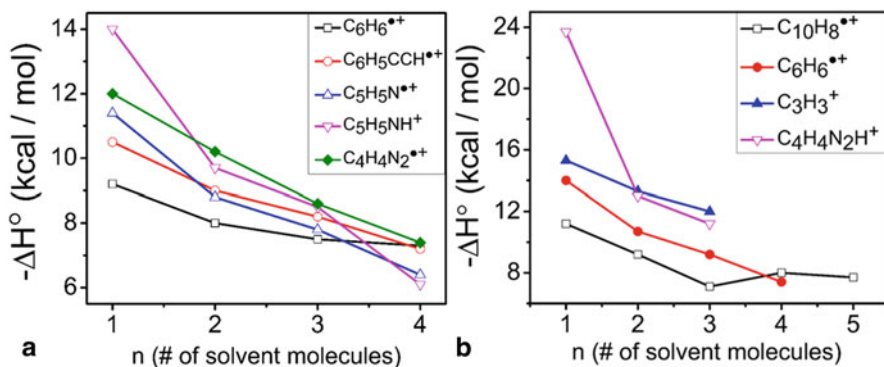 -ΔH° (kcal / mol)
14
12
10
8
6
1 2 3 4
n (# of solvent molecules)
a
C₆H₆•⁺
C₆H₅CCH•⁺
C₅H₅N•⁺
C₅H₅NH⁺
C₄H₄N₂•⁺
-ΔH° (kcal / mol)
24
20
16
12
8
1 2 3 4 5
n (# of solvent molecules)
b
C₁₀H₈•⁺
C₆H₆•⁺
C₃H₃⁺
C₄H₄N₂H⁺